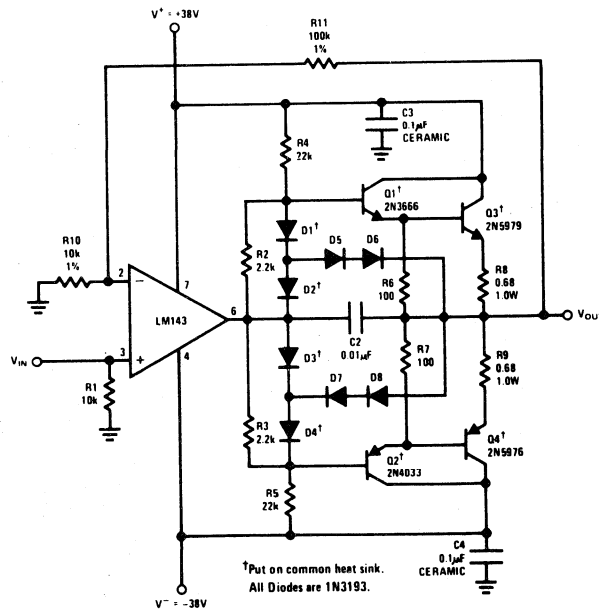 V+ = +38V
R11
100k
1%
C3
0.1µF
CERAMIC
R4
22k
Q1†
2N3666
Q3†
2N5979
D1†
D5 D6
R10
10k
1%
R2
2.2k
R6
100
R8
0.68
1.0W
2
−
7
D2†
LM143
6
VOUT
C2
0.01µF
VIN
3
+
4
R1
10k
D3†
R7
100
R9
0.68
1.0W
D7 D8
R3
2.2k
D4†
Q2†
2N4033
Q4†
2N5976
R5
22k
†Put on common heat sink.
All Diodes are 1N3193.
C4
0.1µF
CERAMIC
V− = −38V